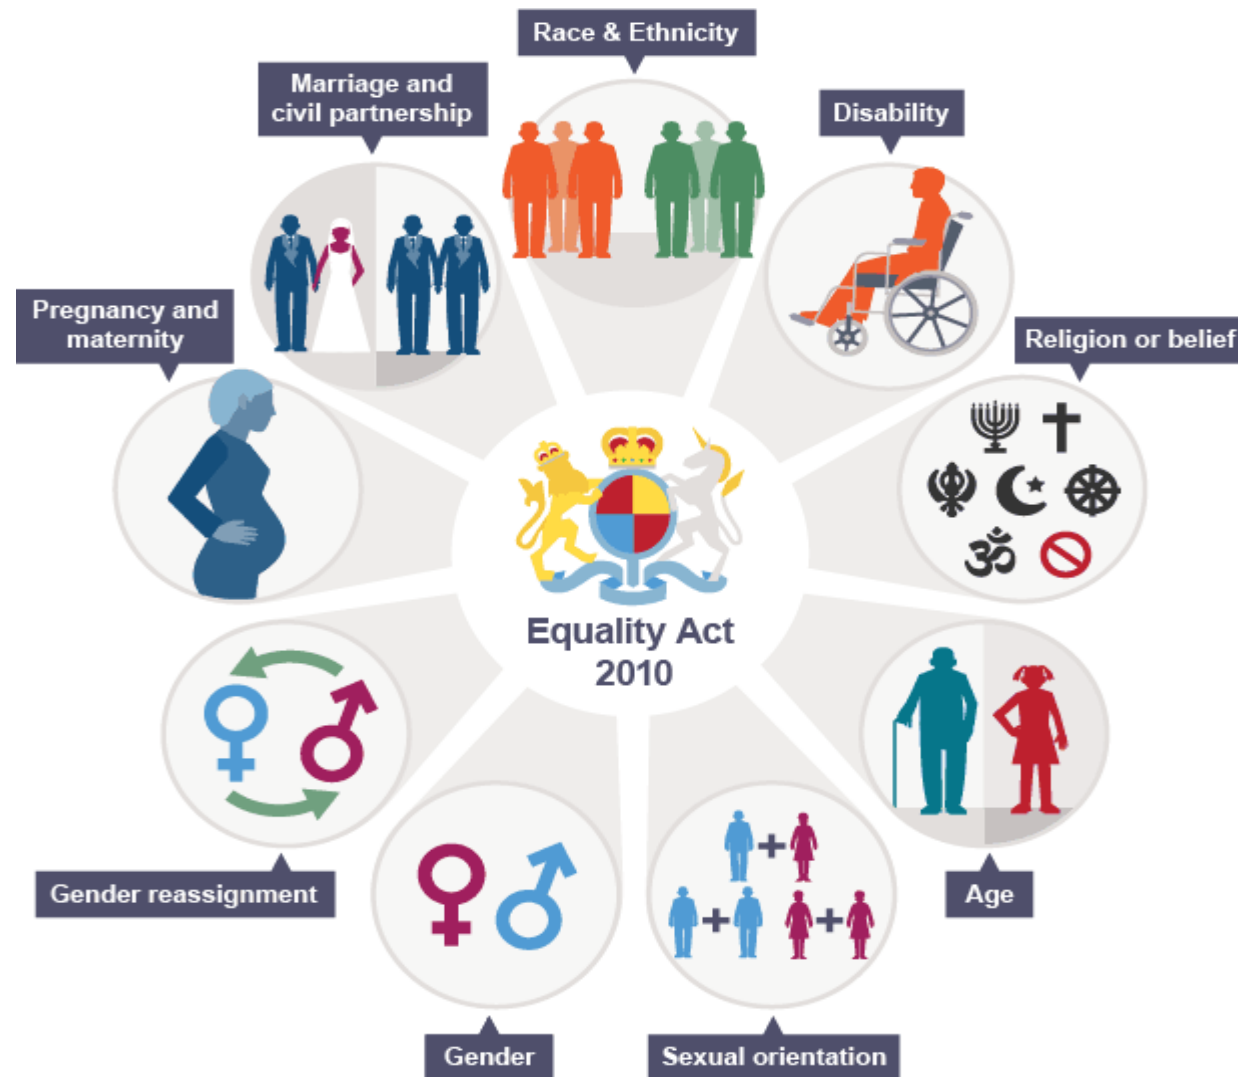 Race & Ethnicity
Marriage and
civil partnership
Disability
Pregnancy and
maternity
Religion or belief
Equality Act
2010
Gender reassignment
Age
Gender
Sexual orientation